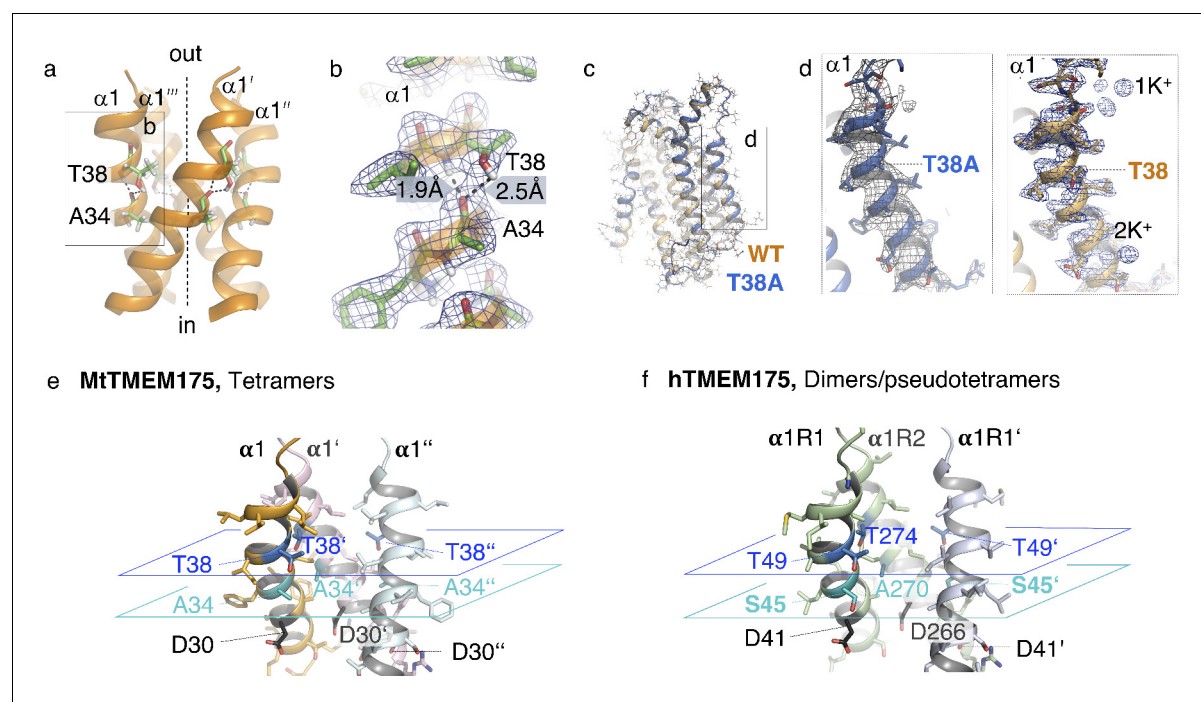 a
out
α1
α1‴
α1′
α1″
b
T38
A34
in
b
α1
T38
1.9Å
2.5Å
A34
c
d
WT
T38A
d
α1
T38A
α1
1K⁺
T38
2K⁺
e MtTMEM175, Tetramers
α1
α1‘
α1“
T38
T38‘
T38“
A34
A34‘
A34“
D30
D30‘
D30“
f hTMEM175, Dimers/pseudotetramers
α1R1
α1R2
α1R1‘
T49
T274
T49‘
S45
A270
S45‘
D41
D266
D41'